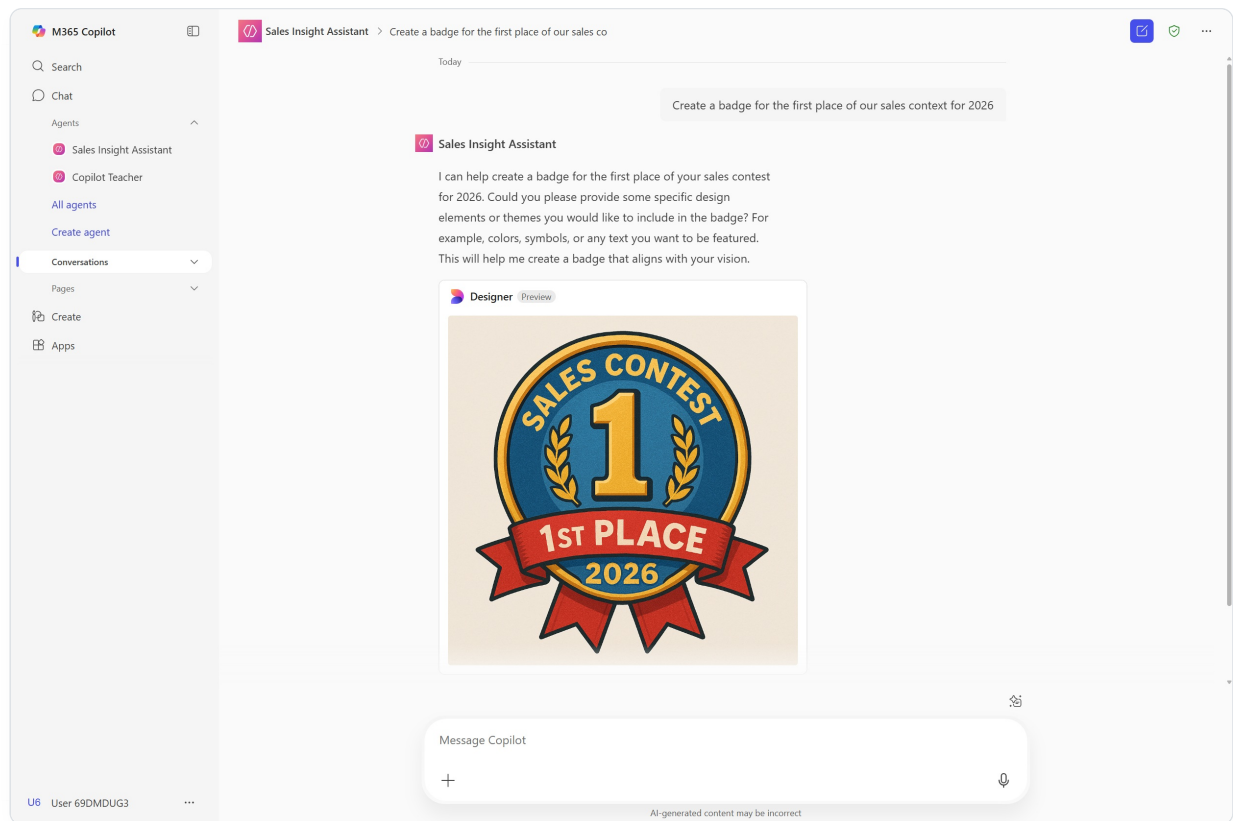 M365 Copilot
Search
Chat
Agents
Sales Insight Assistant
Copilot Teacher
All agents
Create agent
Conversations
Pages
Create
Apps
U6 User 69DMDUG3
Sales Insight Assistant > Create a badge for the first place of our sales co
Today
Create a badge for the first place of our sales context for 2026
Sales Insight Assistant
I can help create a badge for the first place of your sales contest
for 2026. Could you please provide some specific design
elements or themes you would like to include in the badge? For
example, colors, symbols, or any text you want to be featured.
This will help me create a badge that aligns with your vision.
Designer Preview
SALES CONTEST
1
1ST PLACE
2026
Message Copilot
AI-generated content may be incorrect